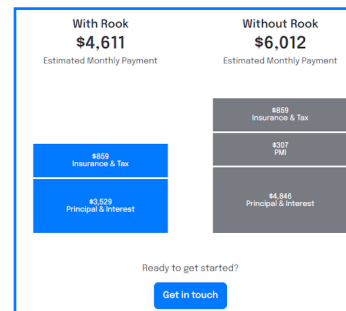 With Rook
$4,611
Estimated Monthly Payment
$859
Insurance & Tax
$3,529
Principal & Interest
Without Rook
$6,012
Estimated Monthly Payment
$859
Insurance & Tax
$307
PMI
$4,846
Principal & Interest
Ready to get started?
Get in touch